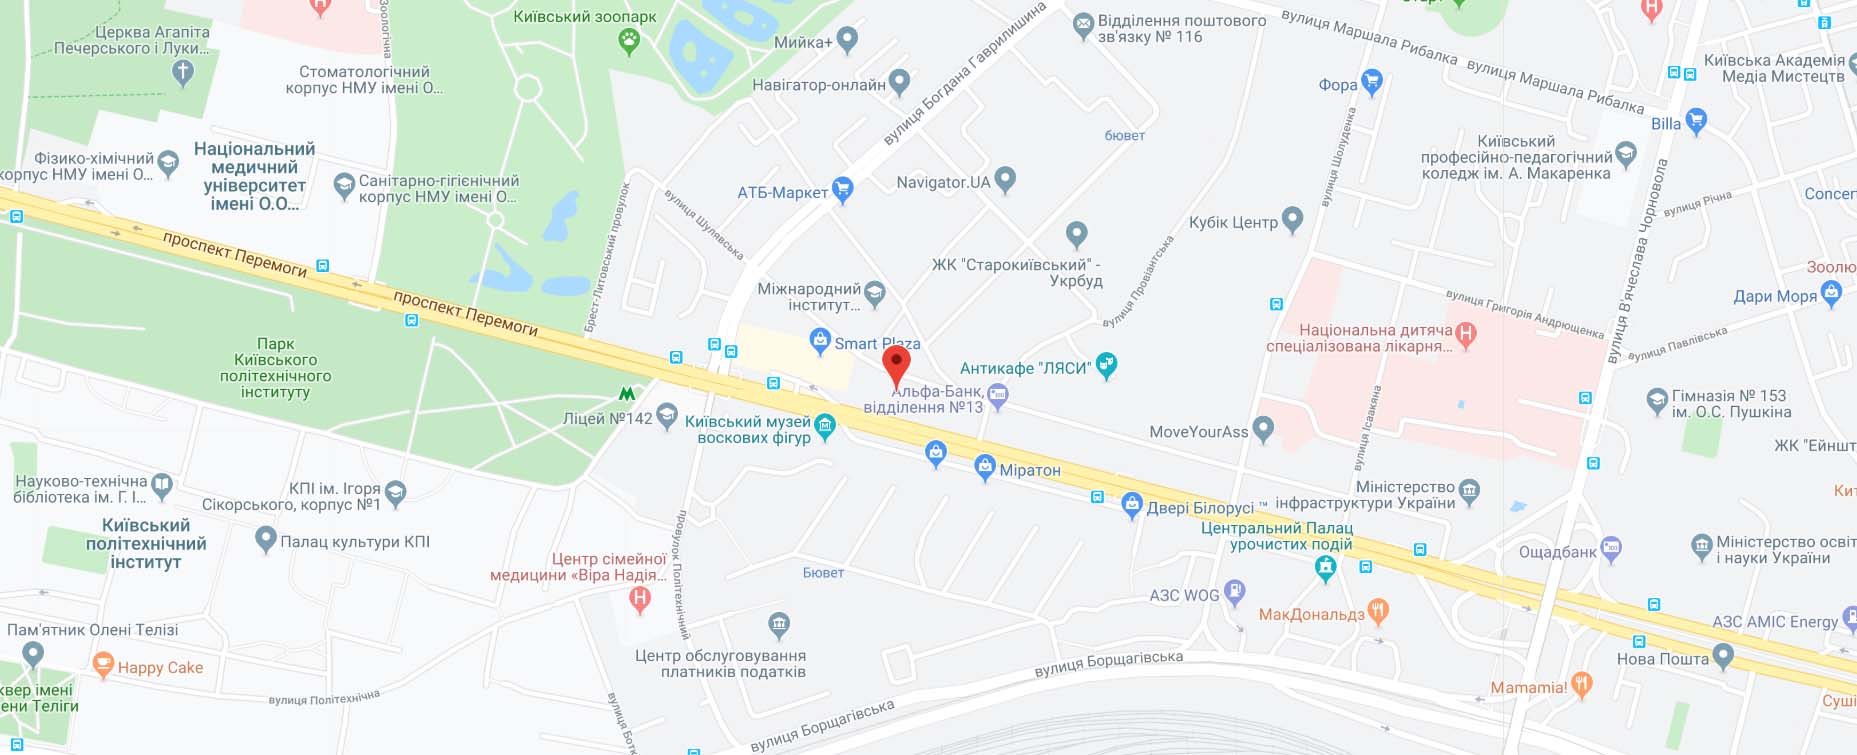 Церква Агапіта
Печерського і Луки...
Зоологічна
Київський зоопарк
Мийка+
вулиця Богдана Гаврилишина
Відділення поштового
зв'язку № 116
вулиця Маршала Рибалка
вулиця Маршала Рибалка
Київська Академія
Медіа Мистецтв
Стоматологічний
корпус НМУ імені О...
Навігатор-онлайн
Фора
Billa
бювет
вулиця Шолуденка
Київський
професійно-педагогічний
коледж ім. А. Макаренка
Фізико-хімічний
корпус НМУ імені О...
Національний
медичний
університет
імені О.О...
Санітарно-гігієнічний
корпус НМУ імені О...
АТБ-Маркет
Navigator.UA
вулиця Шулявська
Брест-Литовський провулок
вулиця Річна
Concert
вулиця В'ячеслава Чорновола
Кубік Центр
проспект Перемоги
ЖК "Старокиївський" -
Укрбуд
вулиця Провіантська
Зоолю
Міжнародний
інститут...
Дари Моря
вулиця Григорія Андрющенка
проспект Перемоги
Національна дитяча
спеціалізована лікарня...
вулиця Павлівська
Парк
Київського
політехнічного
інституту
Smart Plaza
Антикафе "ЛЯСИ"
Альфа-Банк,
відділення №13
вулиця Ісаакяна
Гімназія № 153
ім. О.С. Пушкіна
Ліцей №142
Київський музей
воскових фігур
MoveYourAss
ЖК "Ейншт
Міратон
Науково-технічна
бібліотека ім. Г. І...
КПІ ім. Ігоря
Сікорського, корпус №1
Міністерство
інфраструктури України
Кит
Двері Білорусі ™
Київський
політехнічний
інститут
Палац культури КПІ
Центральний Палац
урочистих подій
Міністерство освіт
і науки України
Ощадбанк
провулок Політехнічний
Центр сімейної
медицини «Віра Надія...
Бювет
АЗС WOG
МакДональдз
АЗС AMIC Energy
Пам'ятник Олені Телізі
Happy Cake
Центр обслуговування
платників податків
вулиця Борщагівська
Нова Пошта
Mamamia!
сквер імені
Олени Теліги
вулиця Політехнічна
вулиця Ботк
вулиця Борщагівська
Суші